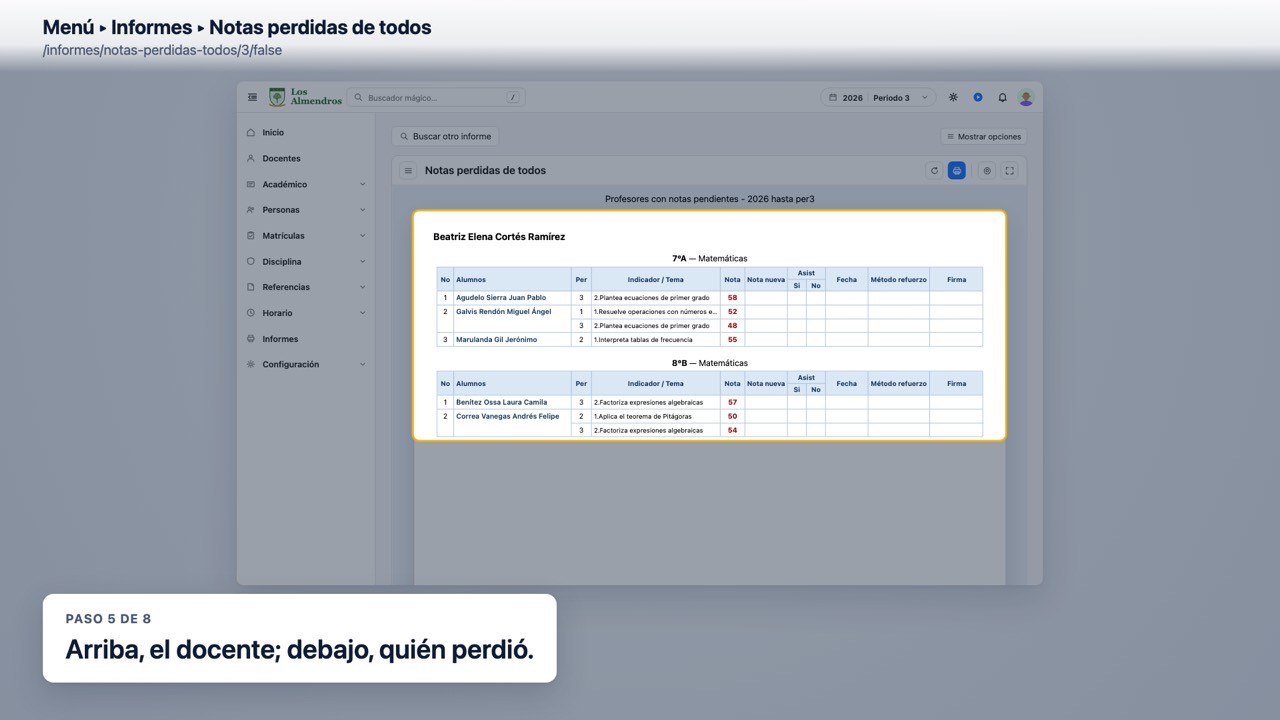 Menú ▸ Informes ▸ Notas perdidas de todos
/informes/notas-perdidas-todos/3/false
Los Almendros
Buscador mágico... /
2026 Periodo 3
Inicio
Docentes
Académico
Personas
Matrículas
Disciplina
Referencias
Horario
Informes
Configuración
Buscar otro informe
Mostrar opciones
Notas perdidas de todos
Profesores con notas pendientes - 2026 hasta per3
Beatriz Elena Cortés Ramírez
7°A — Matemáticas
No Alumnos Per Indicador / Tema Nota Nota nueva Asist Si No Fecha Método refuerzo Firma
1 Agudelo Sierra Juan Pablo 3 2.Plantea ecuaciones de primer grado 58
2 Galvis Rendón Miguel Ángel 1 1.Resuelve operaciones con números e... 52
3 2.Plantea ecuaciones de primer grado 48
3 Marulanda Gil Jerónimo 2 1.Interpreta tablas de frecuencia 55
8°B — Matemáticas
No Alumnos Per Indicador / Tema Nota Nota nueva Asist Si No Fecha Método refuerzo Firma
1 Benítez Ossa Laura Camila 3 2.Factoriza expresiones algebraicas 57
2 Correa Vanegas Andrés Felipe 2 1.Aplica el teorema de Pitágoras 50
3 2.Factoriza expresiones algebraicas 54
PASO 5 DE 8
Arriba, el docente; debajo, quién perdió.